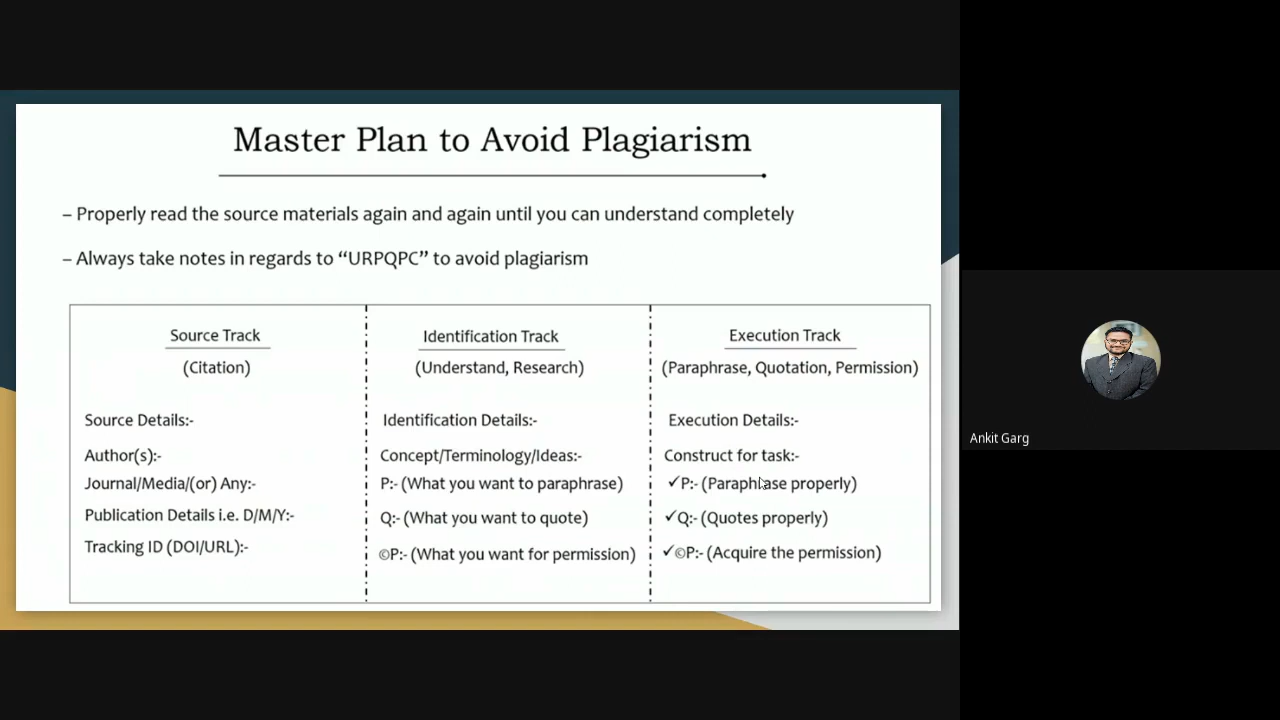 Master Plan to Avoid Plagiarism
– Properly read the source materials again and again until you can understand completely
– Always take notes in regards to “URPQPC” to avoid plagiarism
Source Track
(Citation)
Source Details:-
Author(s):-
Journal/Media/(or) Any:-
Publication Details i.e. D/M/Y:-
Tracking ID (DOI/URL):-
Identification Track
(Understand, Research)
Identification Details:-
Concept/Terminology/Ideas:-
P:- (What you want to paraphrase)
Q:- (What you want to quote)
©P:- (What you want for permission)
Execution Track
(Paraphrase, Quotation, Permission)
Execution Details:-
Construct for task:-
✓P:- (Paraphrase properly)
✓Q:- (Quotes properly)
✓©P:- (Acquire the permission)
Ankit Garg